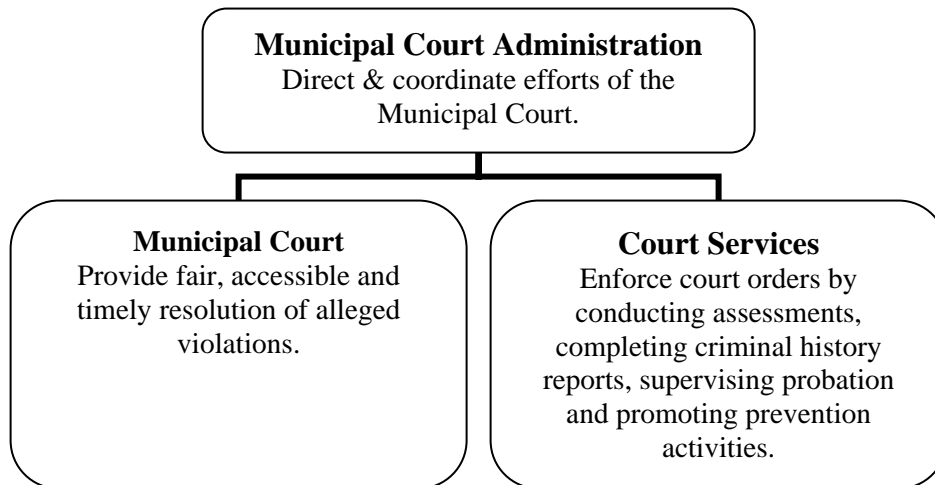 Municipal Court Administration
Direct & coordinate efforts of the
Municipal Court.
Municipal Court
Provide fair, accessible and
timely resolution of alleged
violations.
Court Services
Enforce court orders by
conducting assessments,
completing criminal history
reports, supervising probation
and promoting prevention
activities.